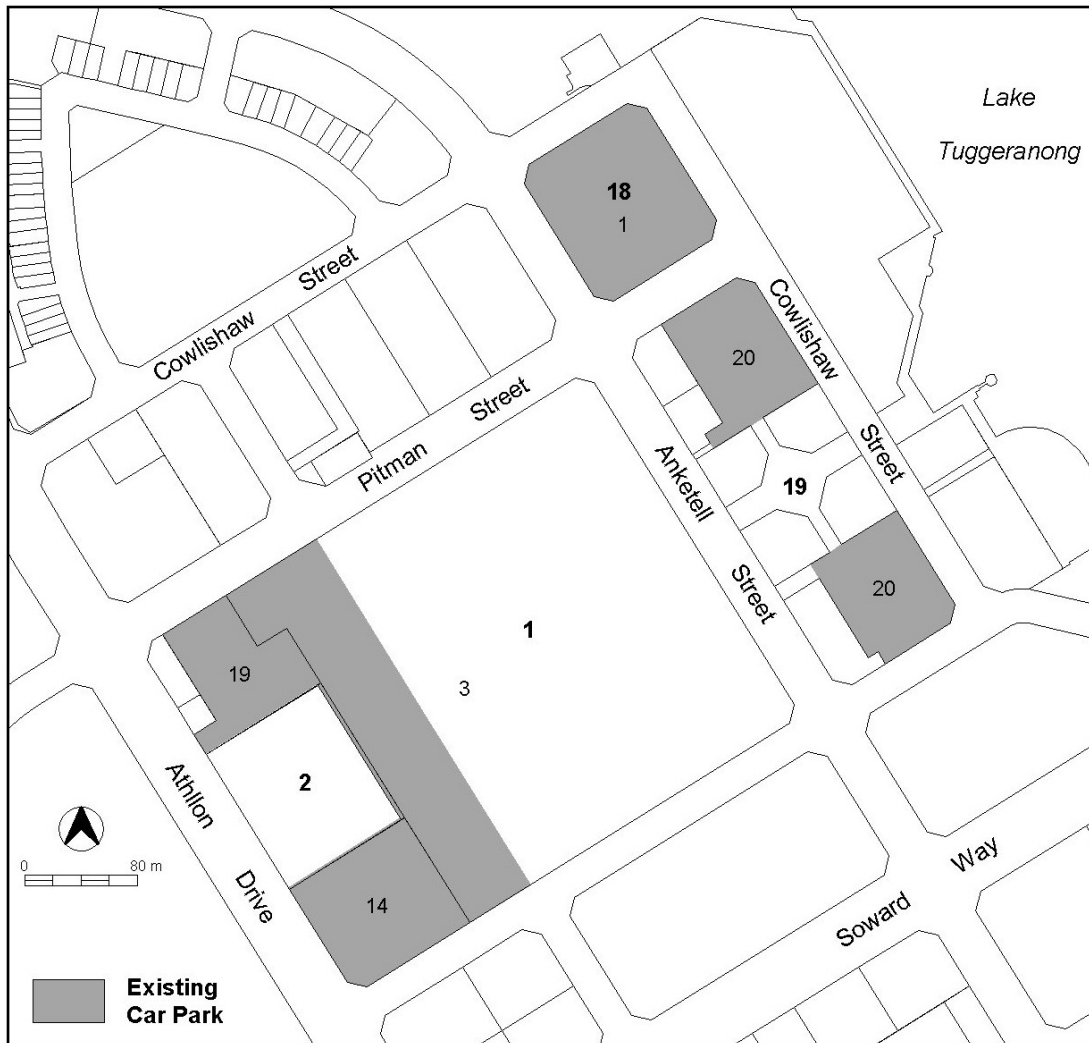 Lake
Tuggeranong
18
1
Cowlishaw Street
20
Cowlishaw Street
Pitman Street
19
Anketell Street
20
1
3
19
2
14
Athllon Drive
Soward Way
0 80 m
Existing
Car Park